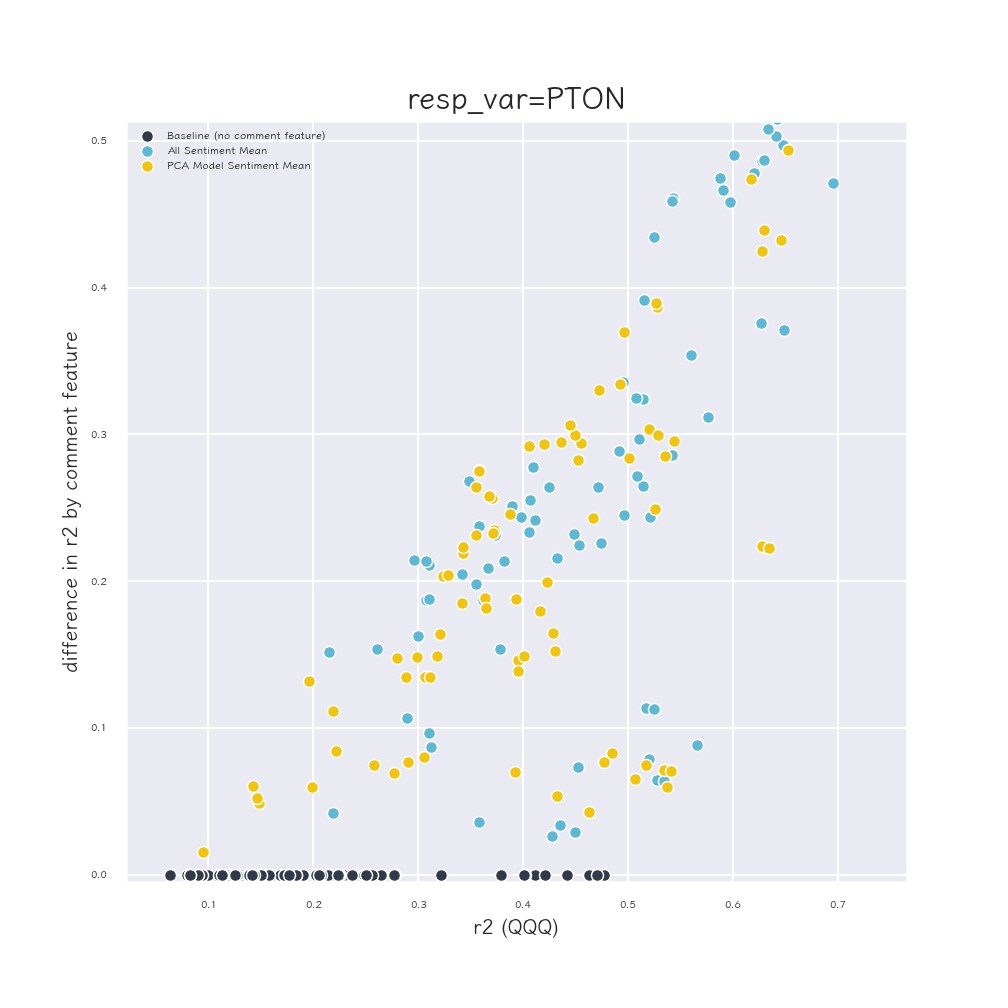 resp_var=PTON
Baseline (no comment feature)
All Sentiment Mean
PCA Model Sentiment Mean
difference in r2 by comment feature
0.5
0.4
0.3
0.2
0.1
0.0
0.1 0.2 0.3 0.4 0.5 0.6 0.7
r2 (QQQ)